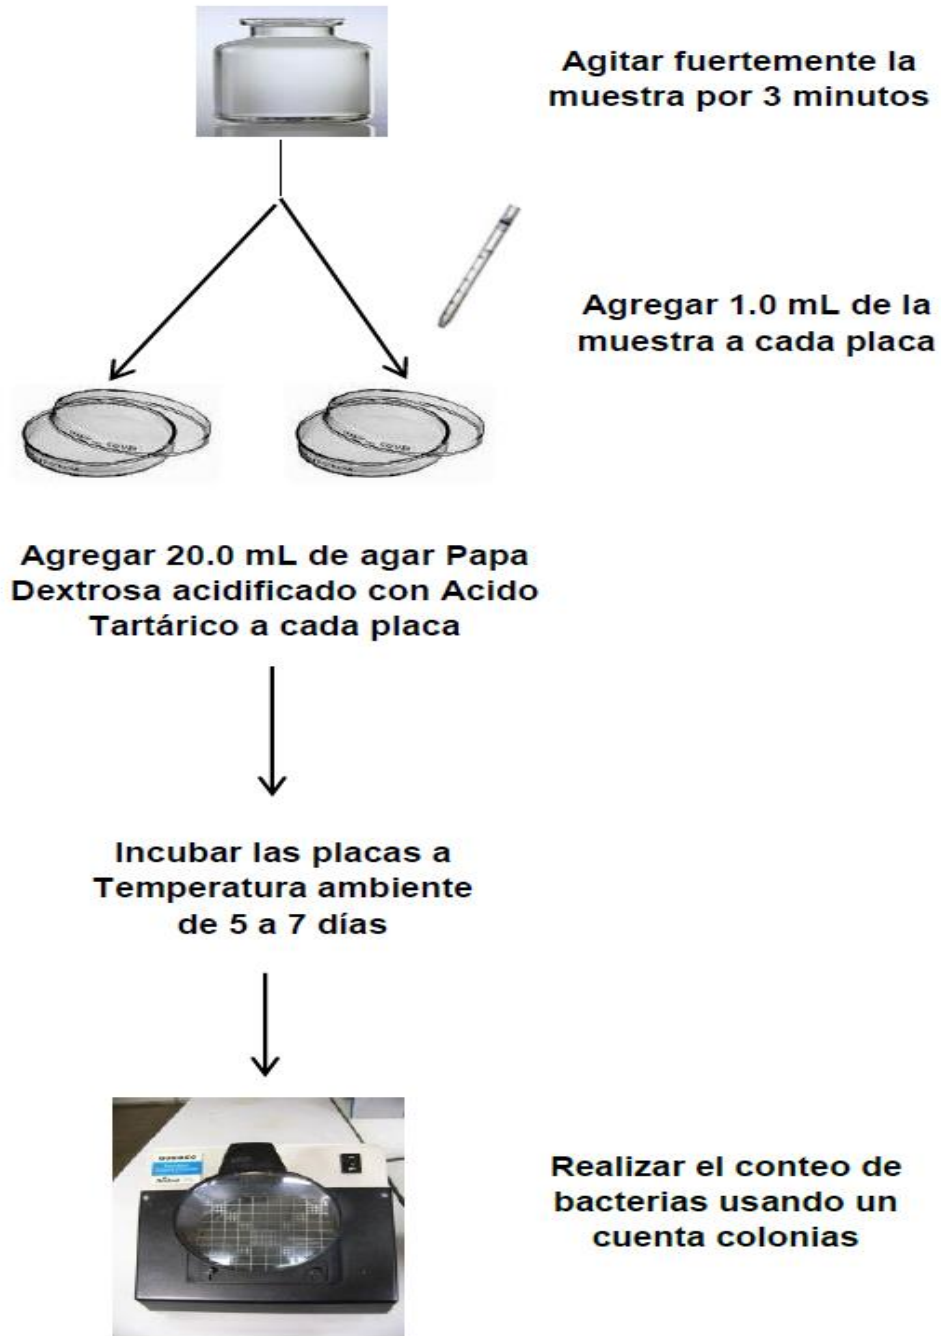 Agitar fuertemente la
muestra por 3 minutos
Agregar 1.0 mL de la
muestra a cada placa
Agregar 20.0 mL de agar Papa
Dextrosa acidificado con Acido
Tartárico a cada placa
Incubar las placas a
Temperatura ambiente
de 5 a 7 días
Realizar el conteo de
bacterias usando un
cuenta colonias